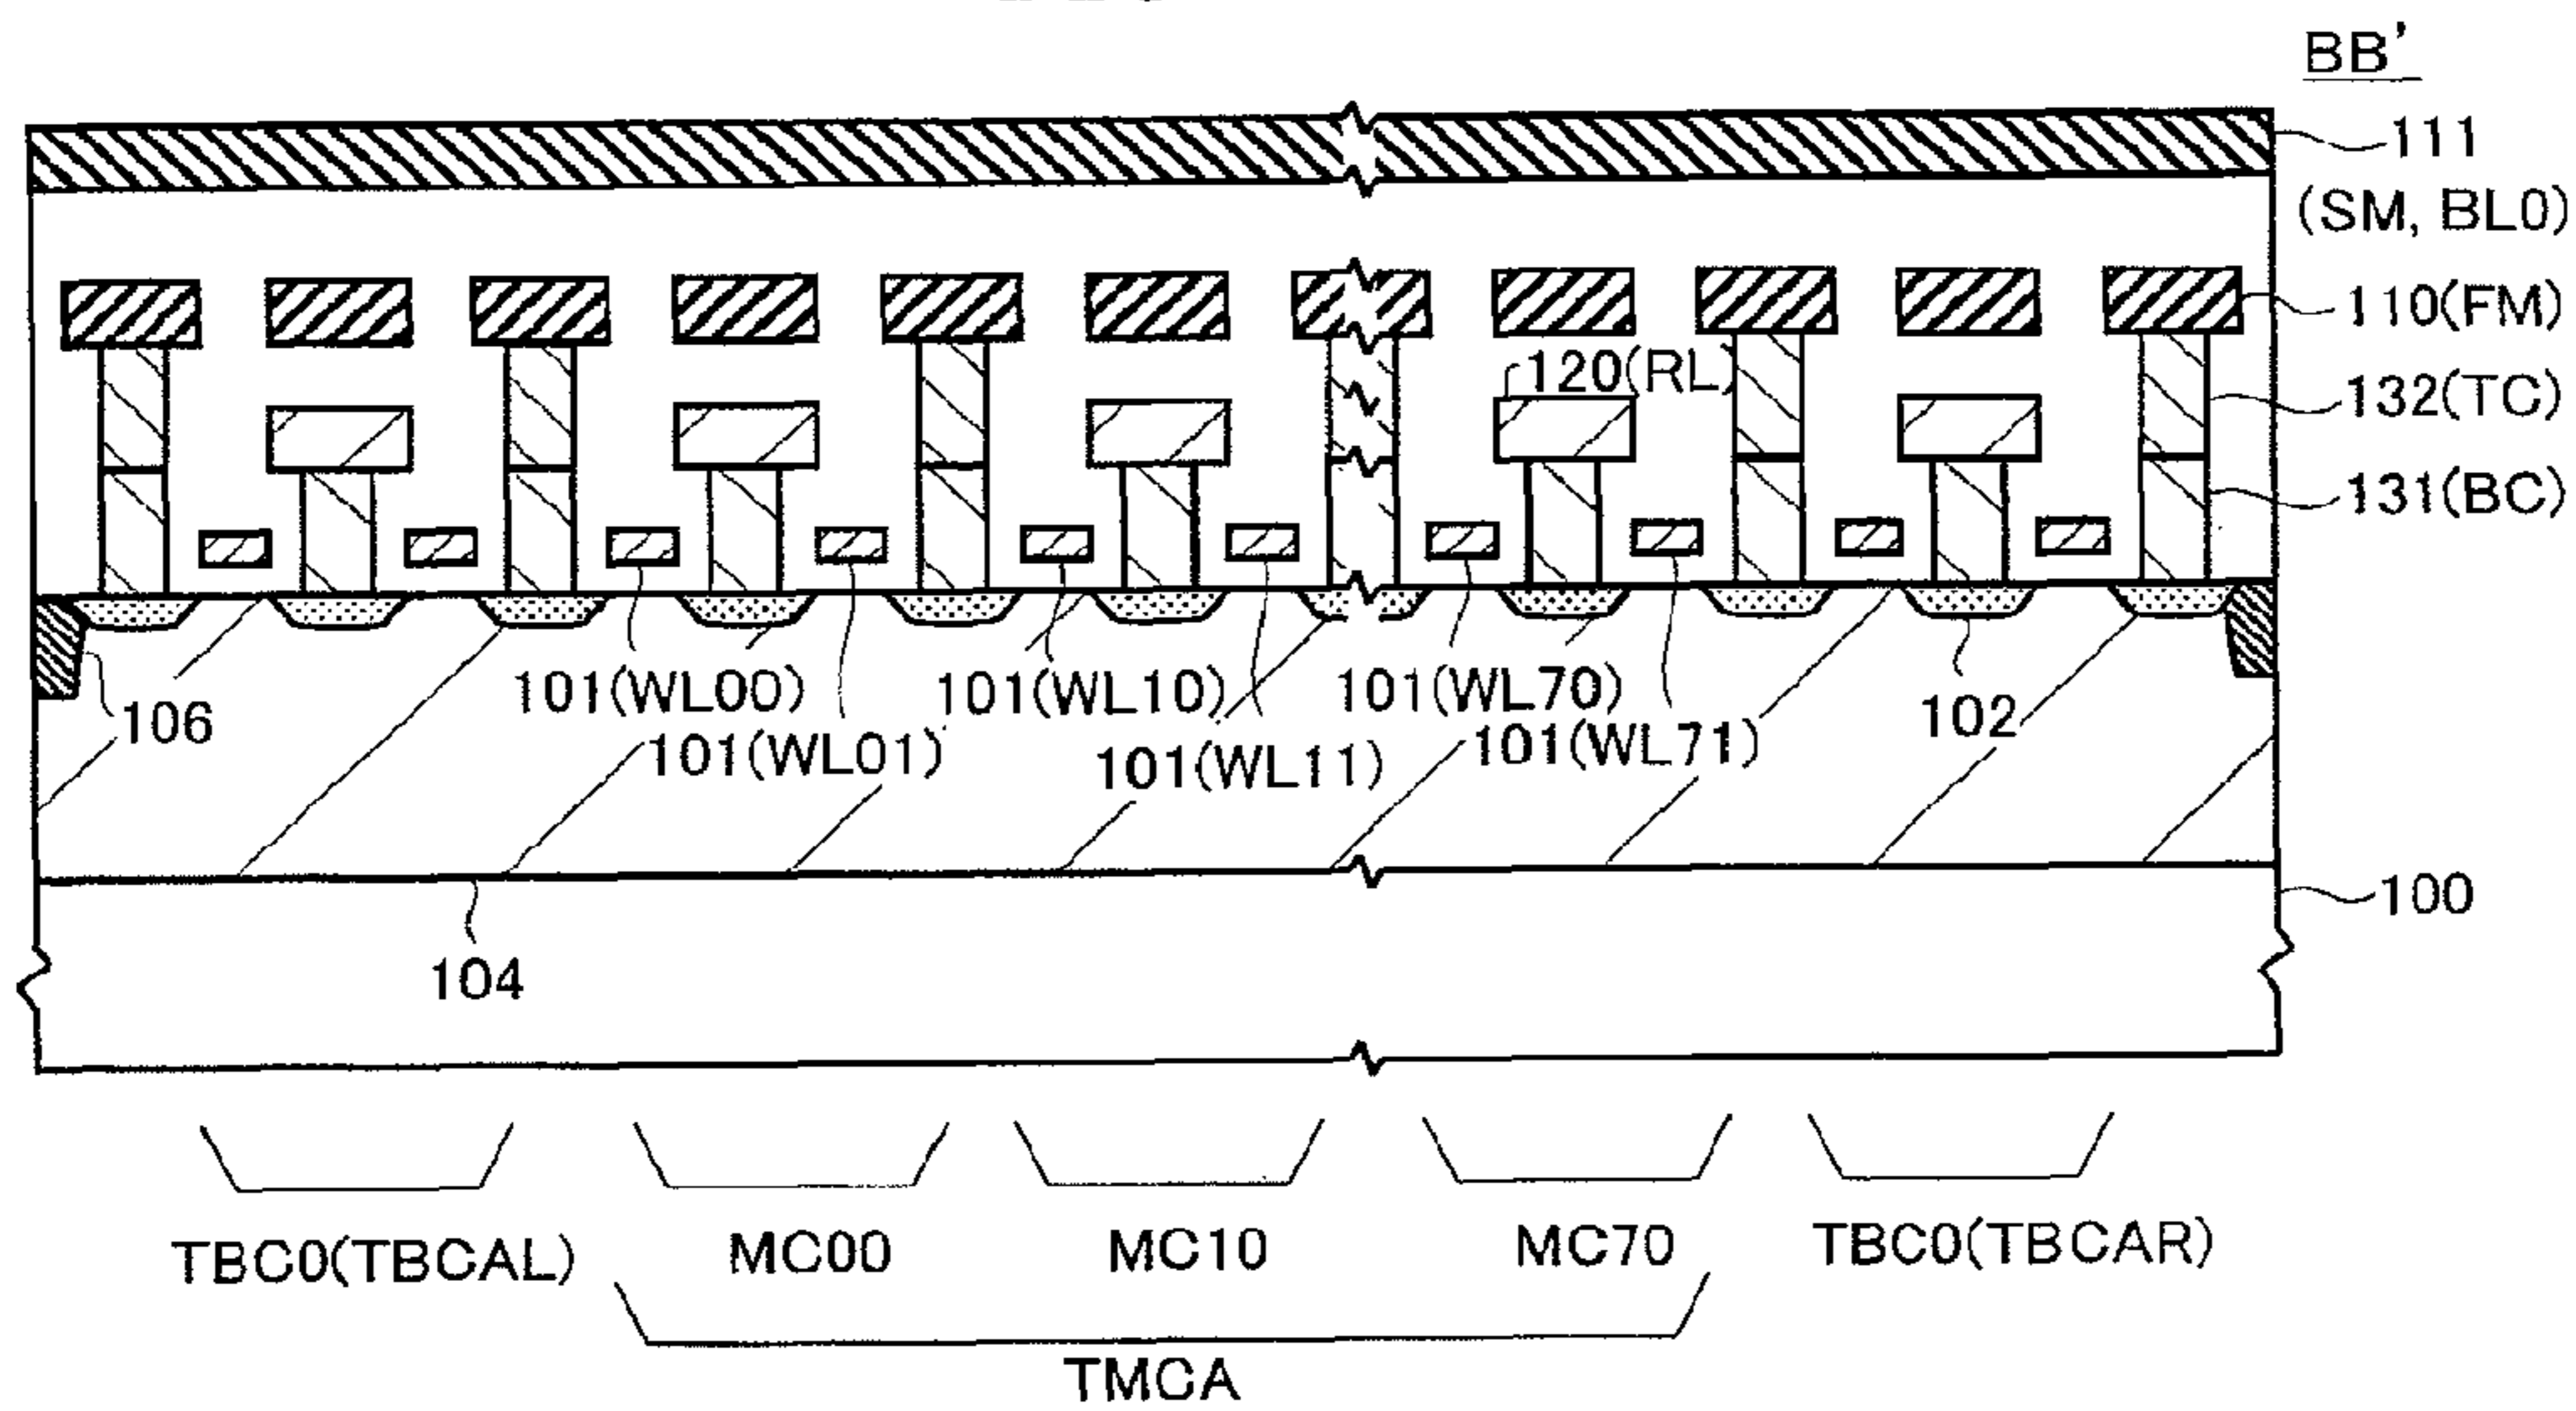 BB'
111
(SM, BL0)
110(FM)
120(RL)
132(TC)
131(BC)
101(WL00)
101(WL10)
101(WL70)
102
106
101(WL01)
101(WL11)
101(WL71)
100
104
TBC0(TBCAL)
MC00
MC10
MC70
TBC0(TBCAR)
TMCA